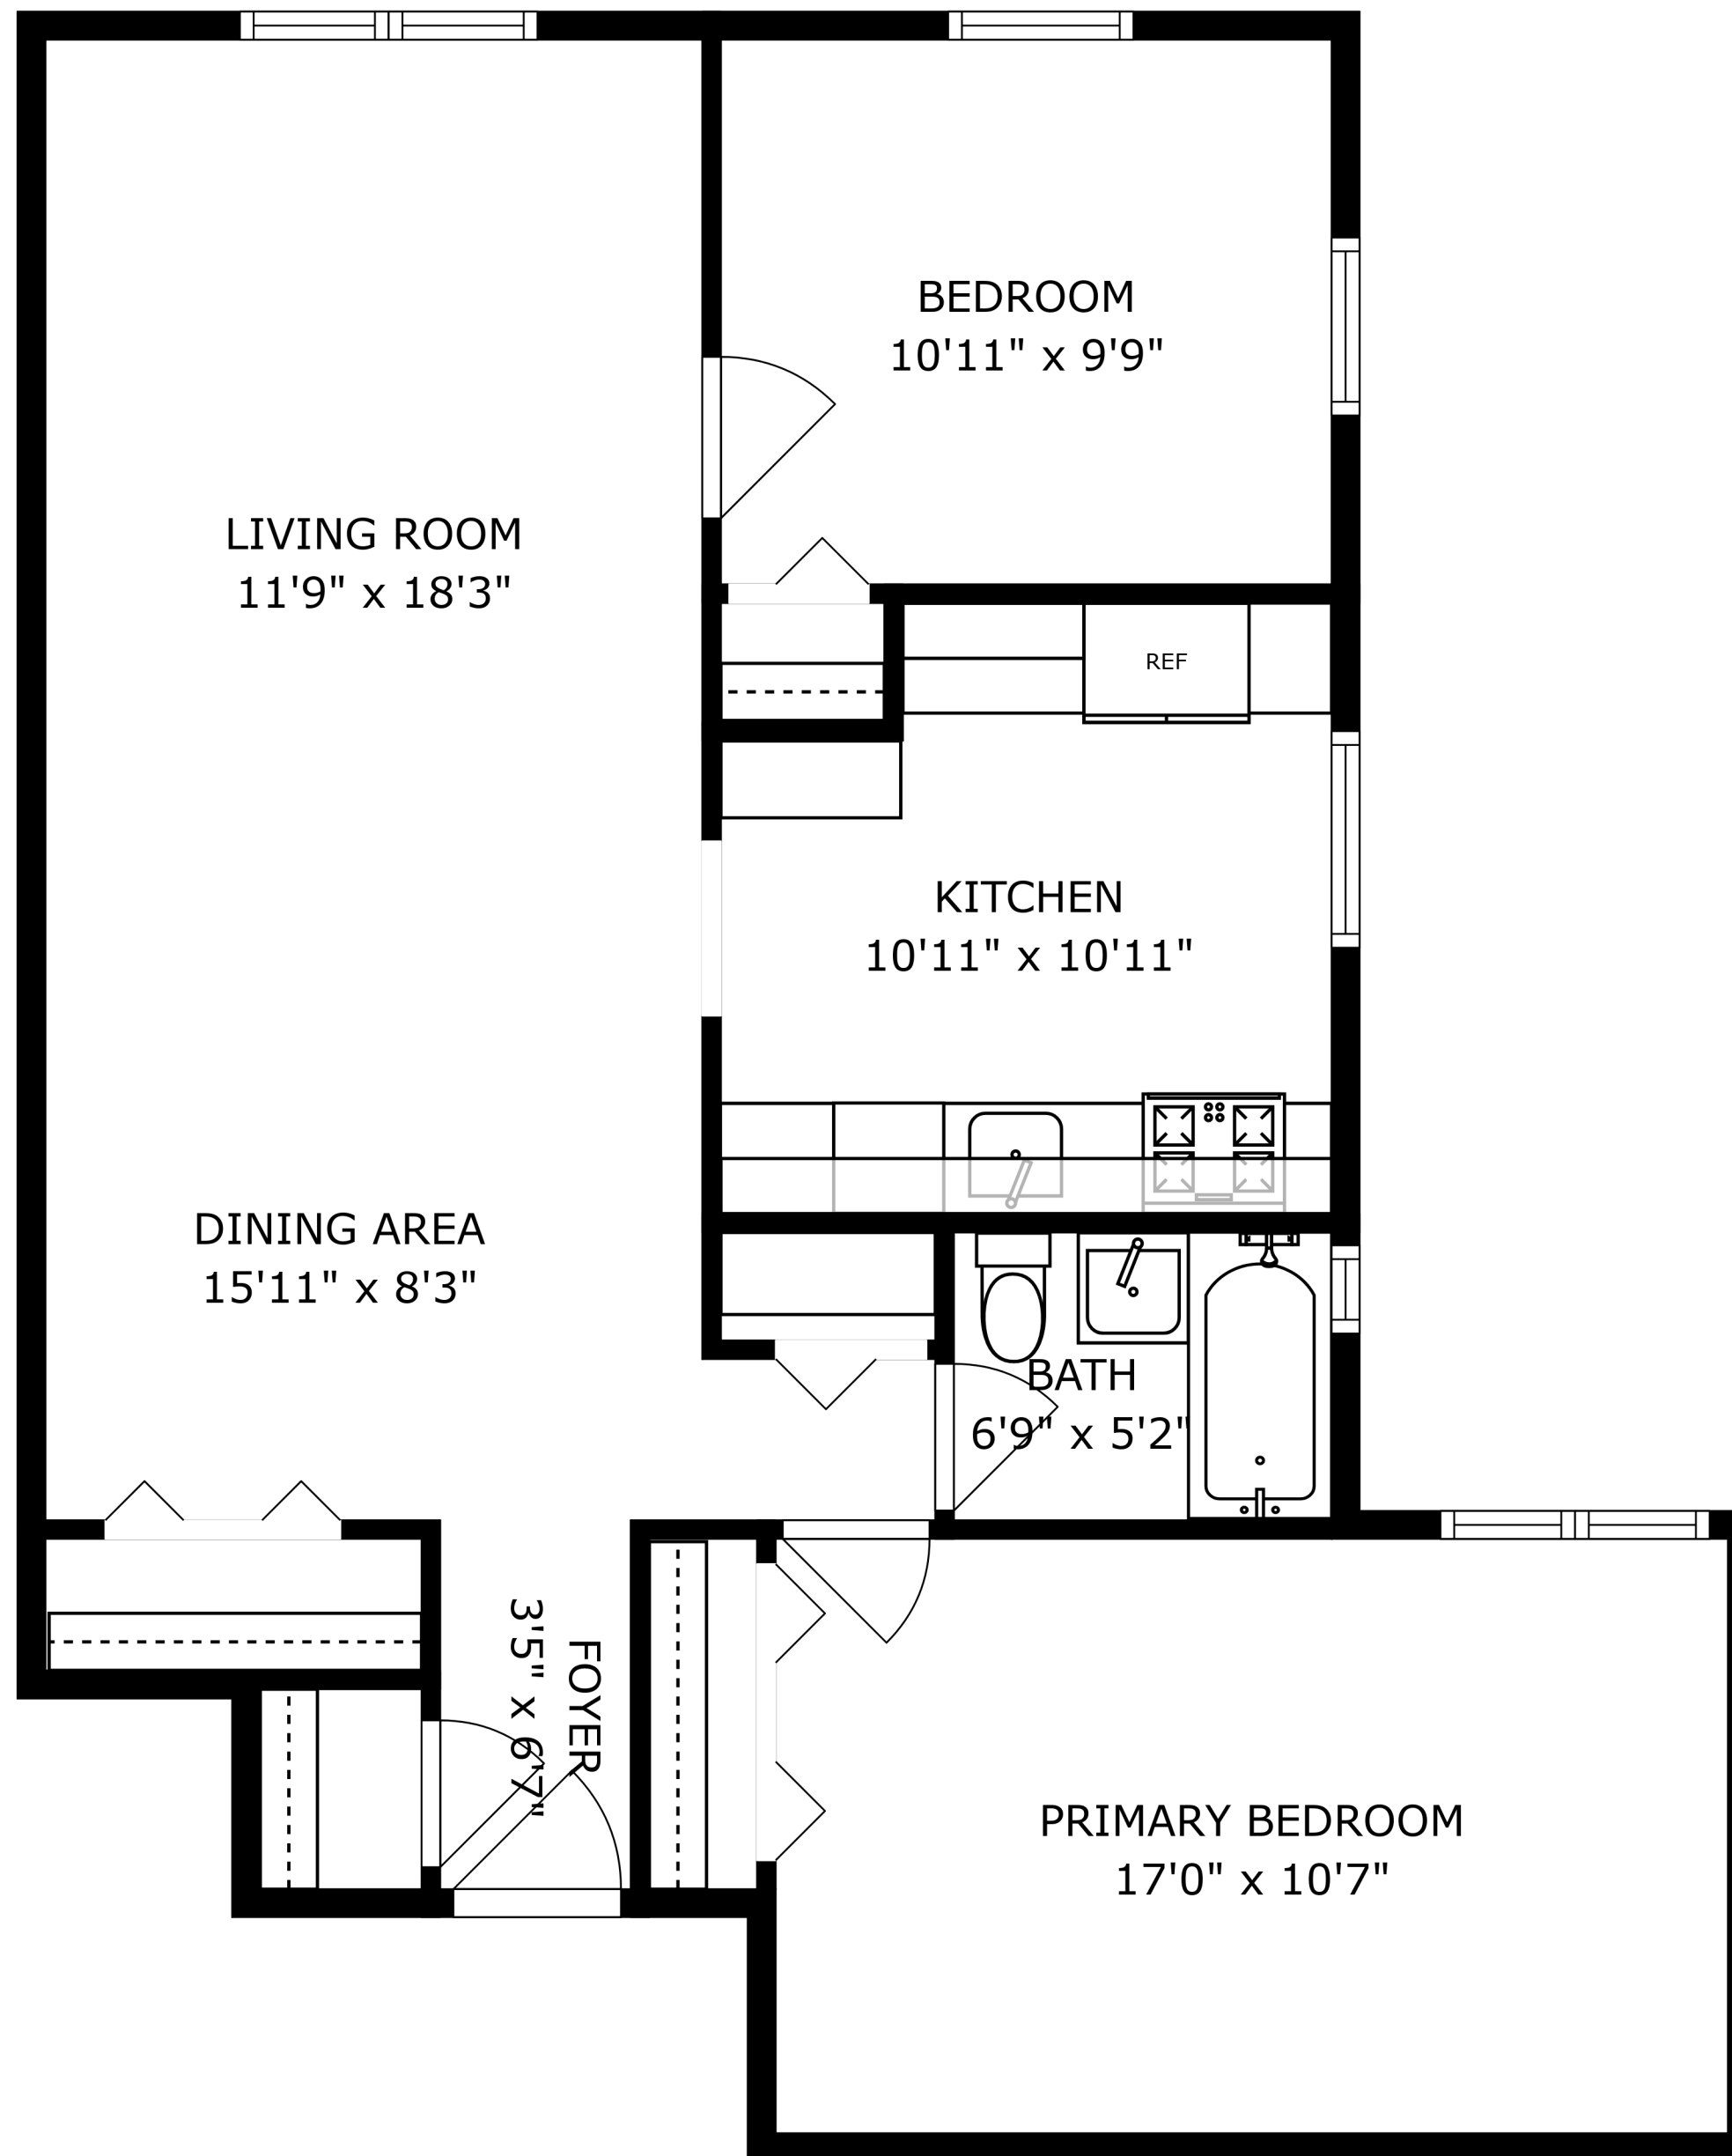 BEDROOM
10'11" x 9'9"
LIVING ROOM
11'9" x 18'3"
REF
KITCHEN
10'11" x 10'11"
DINING AREA
15'11" x 8'3"
BATH
6'9" x 5'2"
FOYER
3'5" x 6'7"
PRIMARY BEDROOM
17'0" x 10'7"